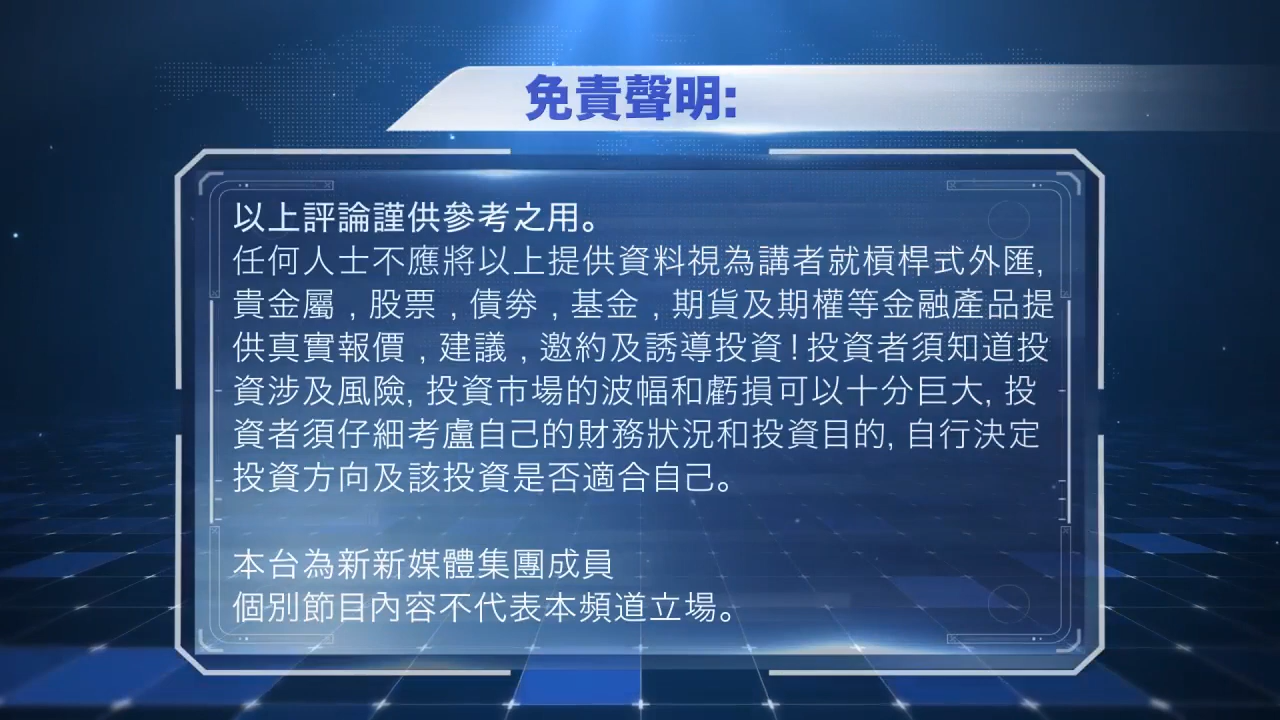 免責聲明:
以上評論謹供參考之用。
任何人士不應將以上提供資料視為講者就槓桿式外匯,
貴金屬，股票，債券，基金，期貨及期權等金融產品提
供真實報價，建議，邀約及誘導投資!投資者須知道投
資涉及風險, 投資市場的波幅和虧損可以十分巨大, 投
資者須仔細考慮自己的財務狀況和投資目的, 自行決定
投資方向及該投資是否適合自己。
本台為新新媒體集團成員
個別節目內容不代表本頻道立場。